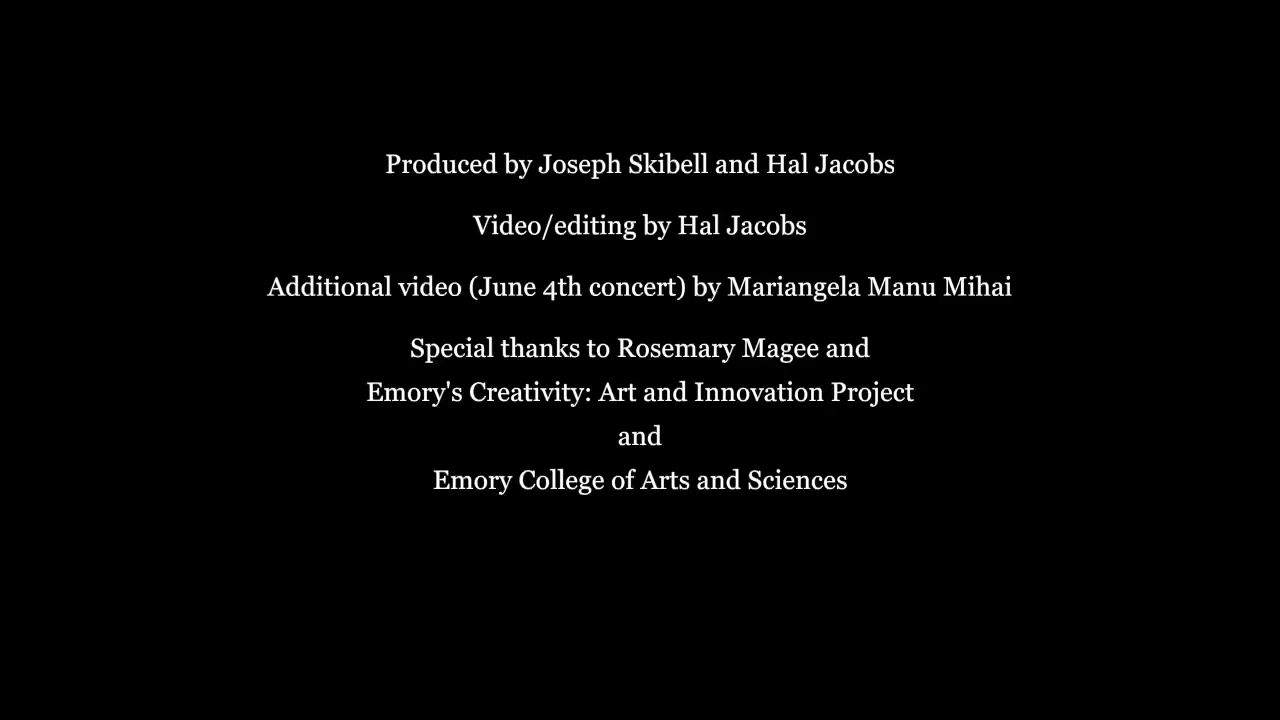 Produced by Joseph Skibell and Hal Jacobs
Video/editing by Hal Jacobs
Additional video (June 4th concert) by Mariangela Manu Mihai
Special thanks to Rosemary Magee and
Emory's Creativity: Art and Innovation Project
and
Emory College of Arts and Sciences